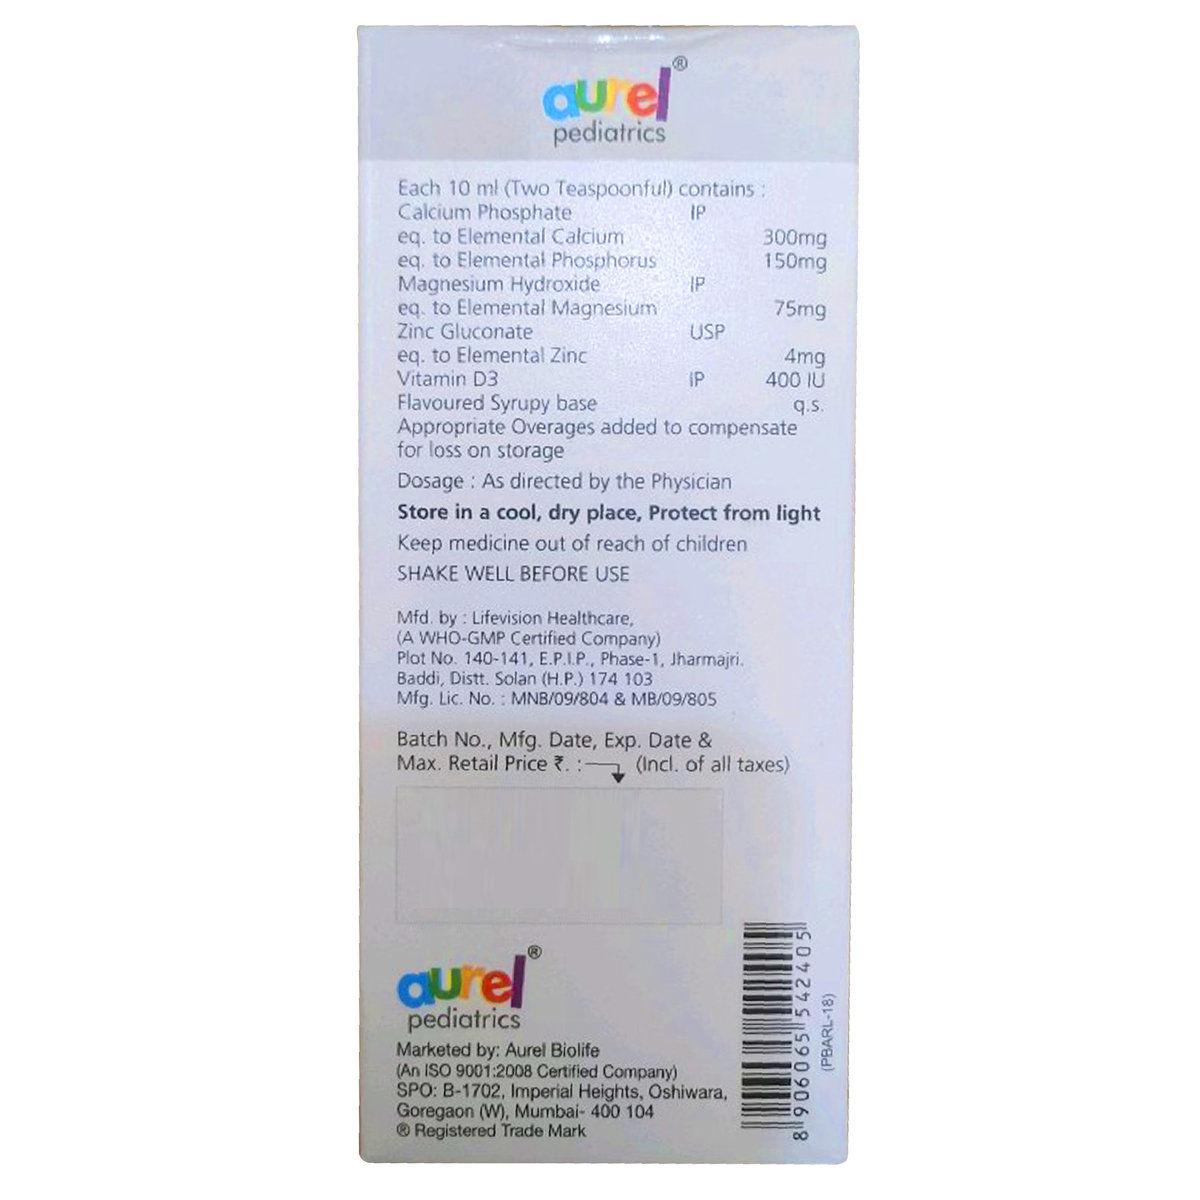 aurel®
pediatrics
Each 10 ml (Two Teaspoonful) contains :
Calcium Phosphate IP
eq. to Elemental Calcium 300mg
eq. to Elemental Phosphorus 150mg
Magnesium Hydroxide IP
eq. to Elemental Magnesium 75mg
Zinc Gluconate USP
eq. to Elemental Zinc 4mg
Vitamin D3 IP 400 IU
Flavoured Syrupy base q.s.
Appropriate Overages added to compensate
for loss on storage
Dosage : As directed by the Physician
Store in a cool, dry place, Protect from light
Keep medicine out of reach of children
SHAKE WELL BEFORE USE
Mfd. by : Lifevision Healthcare,
(A WHO-GMP Certified Company)
Plot No. 140-141, E.P.I.P., Phase-1, Jharmajri.
Baddi, Distt. Solan (H.P.) 174 103
Mfg. Lic. No. : MNB/09/804 & MB/09/805
Batch No., Mfg. Date, Exp. Date &
Max. Retail Price ₹. : (Incl. of all taxes)
aurel®
pediatrics
Marketed by: Aurel Biolife
(An ISO 9001:2008 Certified Company)
SPO: B-1702, Imperial Heights, Oshiwara,
Goregaon (W), Mumbai- 400 104
® Registered Trade Mark
8 906065 542405
(PBARL-18)